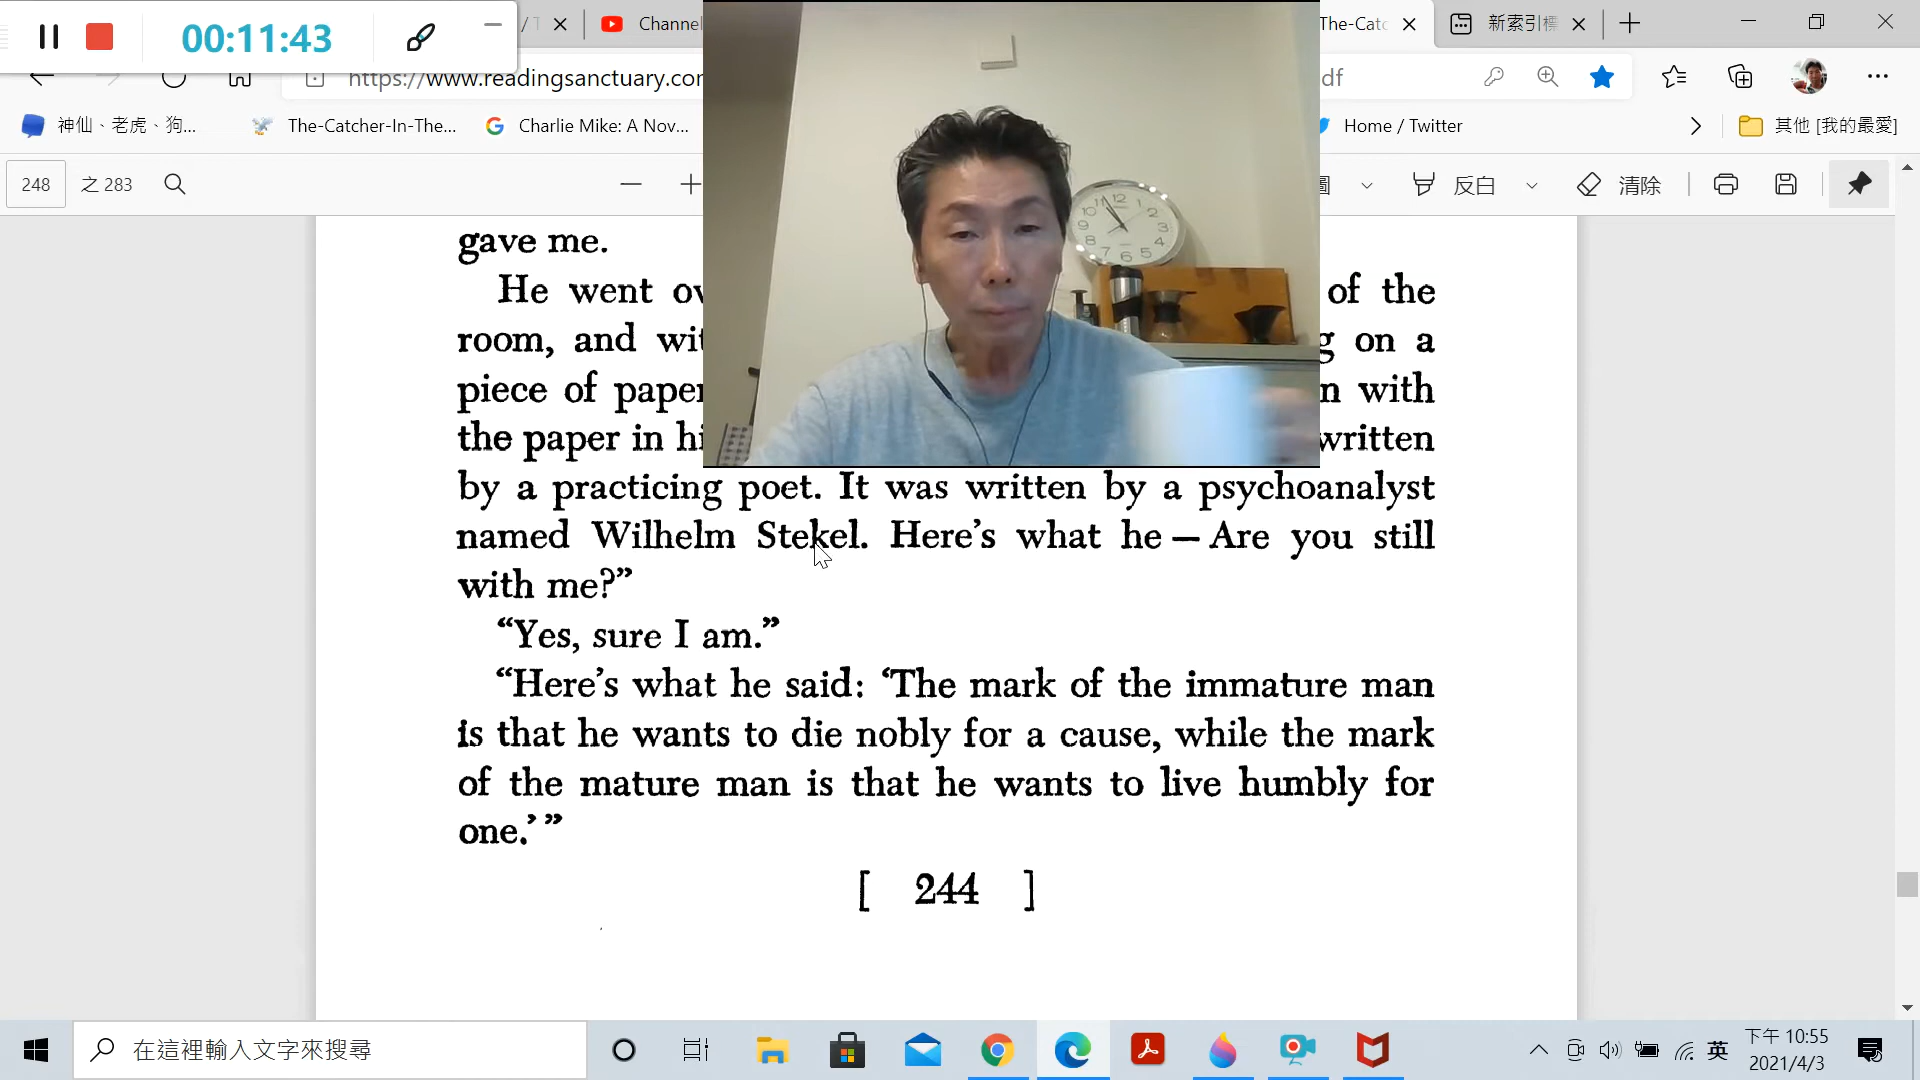 00:11:43
Channel
The-Catc
新索引標
https://www.readingsanctuary.com
df
神仙、老虎、狗...
The-Catcher-In-The...
Charlie Mike: A Nov...
Home / Twitter
其他 [我的最愛]
248
之 283
圖
反白
清除
gave me.
He went ov
of the
room, and wit
g on a
piece of paper
n with
the paper in hi
written
by a practicing poet. It was written by a psychoanalyst
named Wilhelm Stekel. Here's what he — Are you still
with me?”
“Yes, sure I am.”
“Here's what he said: ‘The mark of the immature man
is that he wants to die nobly for a cause, while the mark
of the mature man is that he wants to live humbly for
one.’ ”
[ 244 ]
在這裡輸入文字來搜尋
英
下午 10:55
2021/4/3